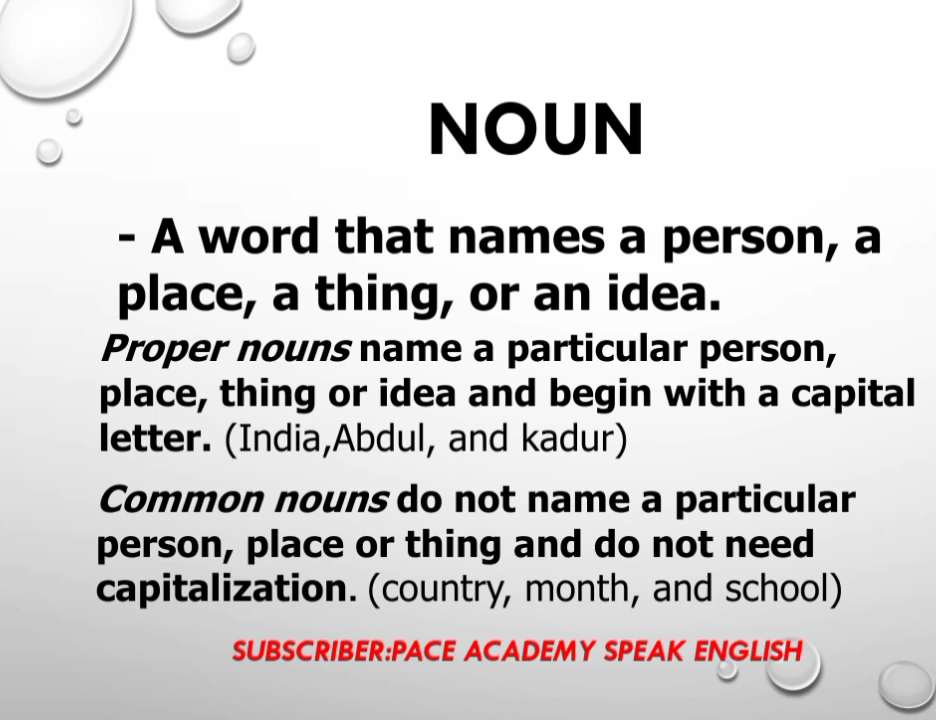 NOUN
- A word that names a person, a
place, a thing, or an idea.
Proper nouns name a particular person,
place, thing or idea and begin with a capital
letter. (India,Abdul, and kadur)
Common nouns do not name a particular
person, place or thing and do not need
capitalization. (country, month, and school)
SUBSCRIBER:PACE ACADEMY SPEAK ENGLISH